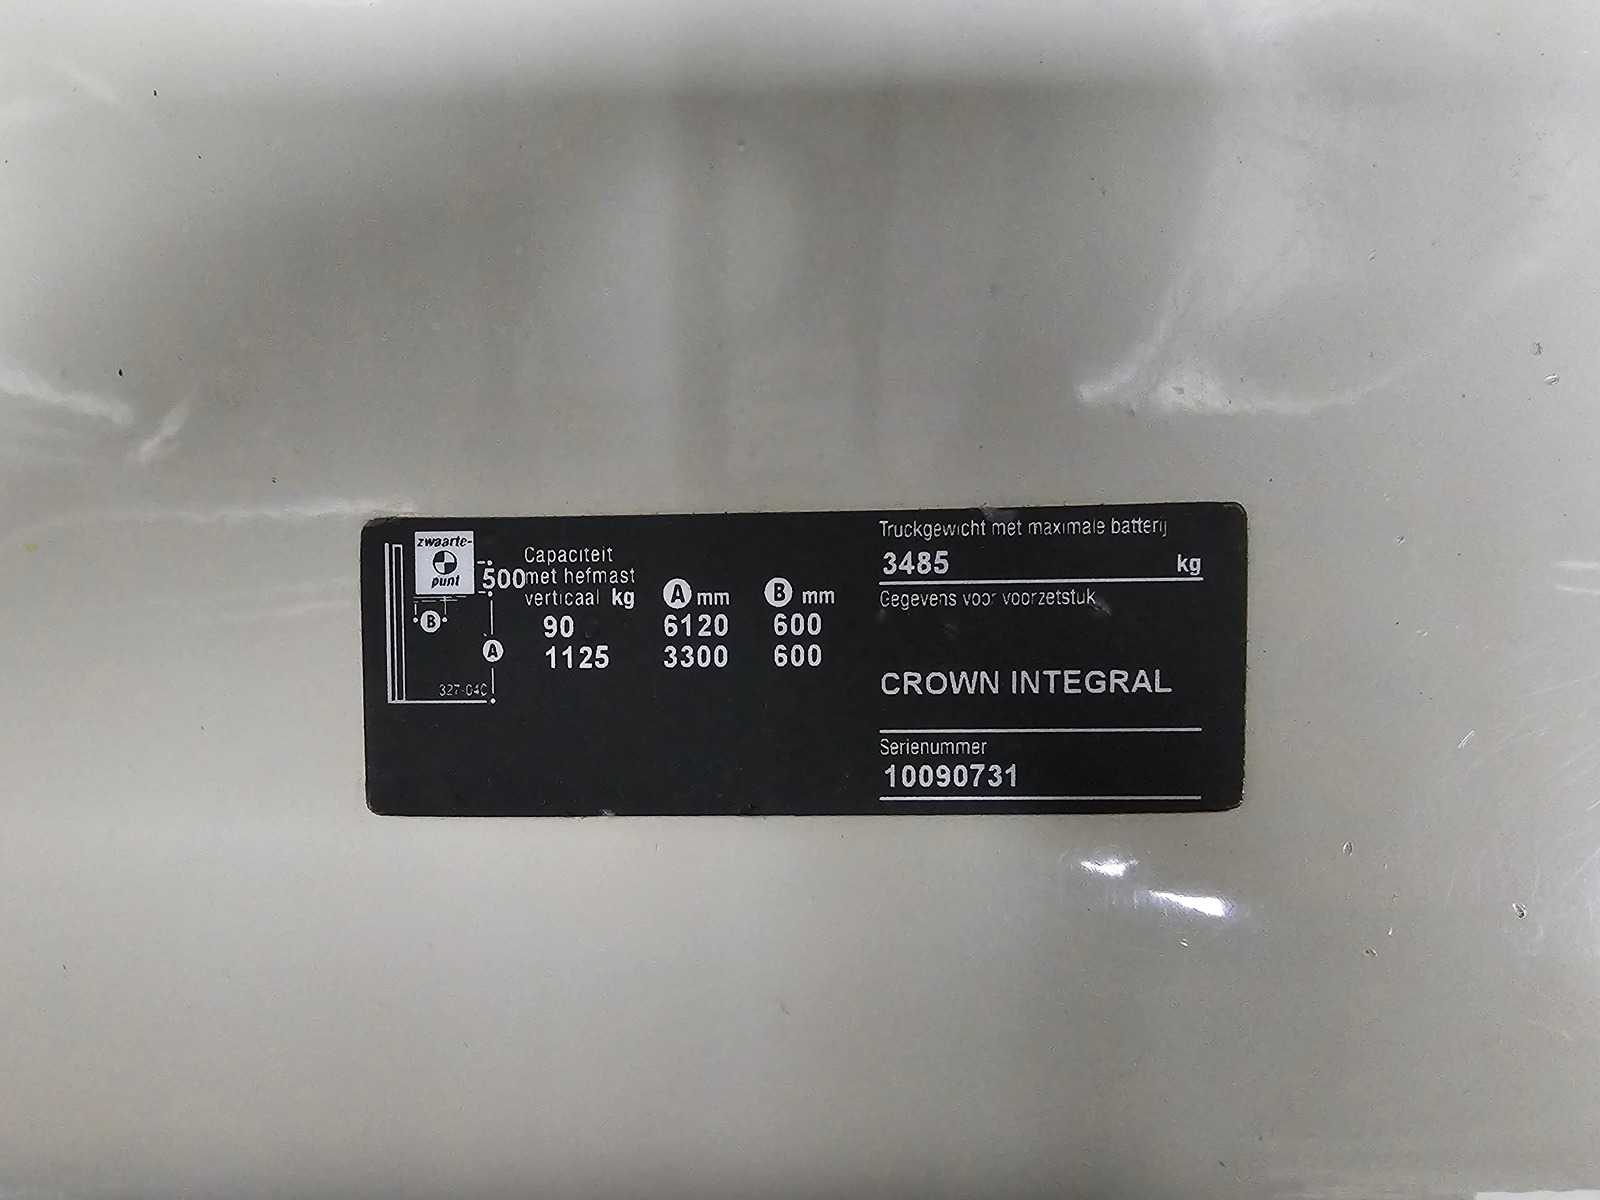 zwaarte-
punt
500
B
A
327-04C
Capaciteit
met hefmast
verticaal kg
A mm
B mm
90 6120 600
1125 3300 600
Truckgewicht met maximale batterij
3485 kg
Gegevens voor voorzetstuk
CROWN INTEGRAL
Serienummer
10090731